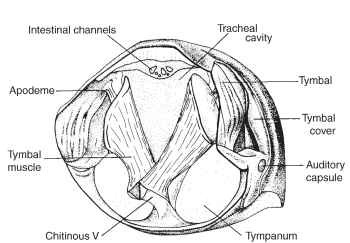 Intestinal channels
Tracheal
cavity
Apodeme
Tymbal
Tymbal
cover
Tymbal
muscle
Auditory
capsule
Chitinous V
Tympanum